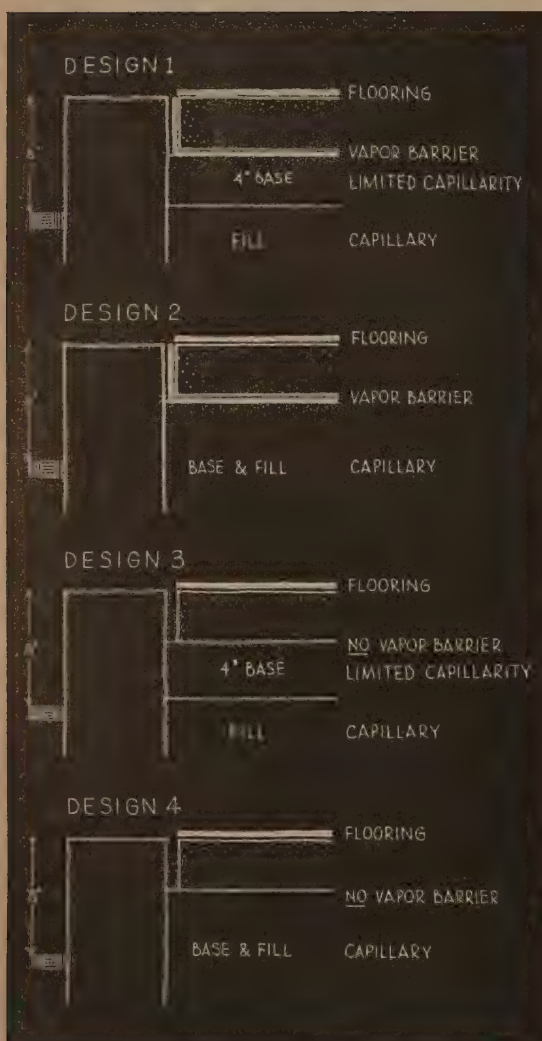 DESIGN 1
FLOORING
VAPOR BARRIER
4" BASE LIMITED CAPILLARITY
FILL CAPILLARY
DESIGN 2
FLOORING
VAPOR BARRIER
BASE & FILL CAPILLARY
DESIGN 3
FLOORING
NO VAPOR BARRIER
4" BASE LIMITED CAPILLARITY
FILL CAPILLARY
DESIGN 4
FLOORING
NO VAPOR BARRIER
BASE & FILL CAPILLARY